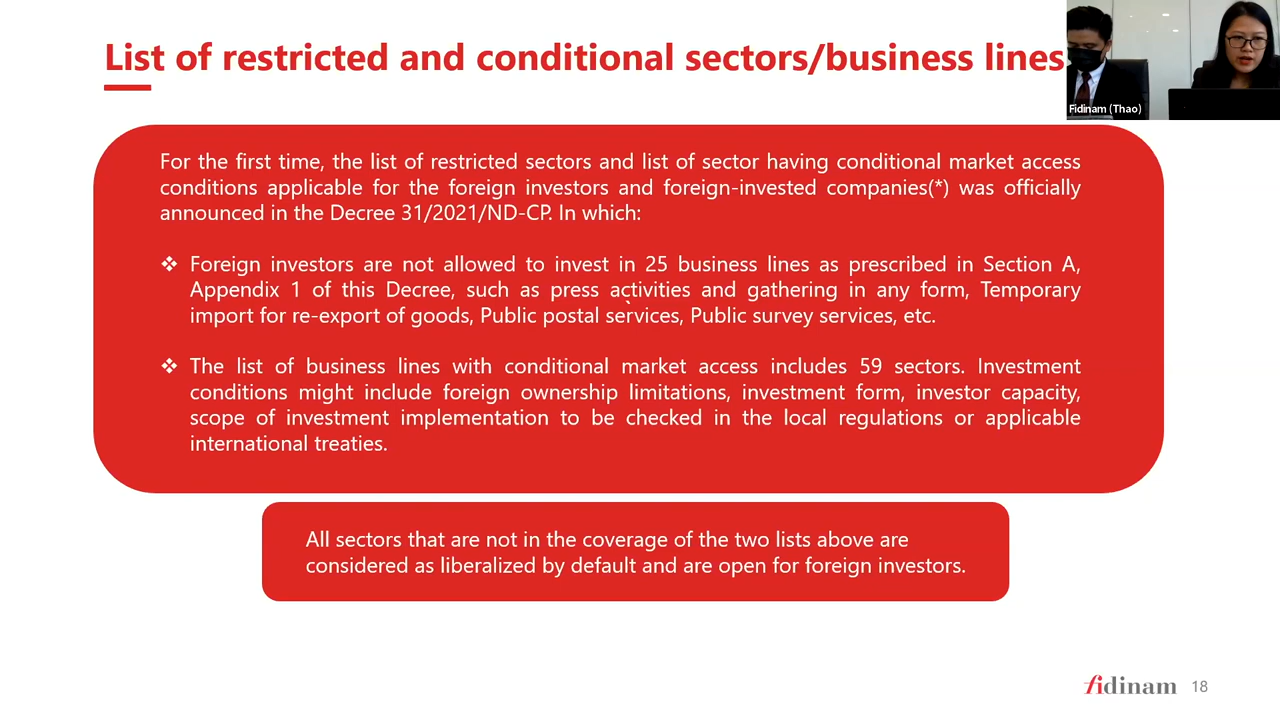 List of restricted and conditional sectors/business lines
Fidinam (Thao)
For the first time, the list of restricted sectors and list of sector having conditional market access
conditions applicable for the foreign investors and foreign-invested companies(*) was officially
announced in the Decree 31/2021/ND-CP. In which:
❖ Foreign investors are not allowed to invest in 25 business lines as prescribed in Section A,
Appendix 1 of this Decree, such as press activities and gathering in any form, Temporary
import for re-export of goods, Public postal services, Public survey services, etc.
❖ The list of business lines with conditional market access includes 59 sectors. Investment
conditions might include foreign ownership limitations, investment form, investor capacity,
scope of investment implementation to be checked in the local regulations or applicable
international treaties.
All sectors that are not in the coverage of the two lists above are
considered as liberalized by default and are open for foreign investors.
fidinam 18